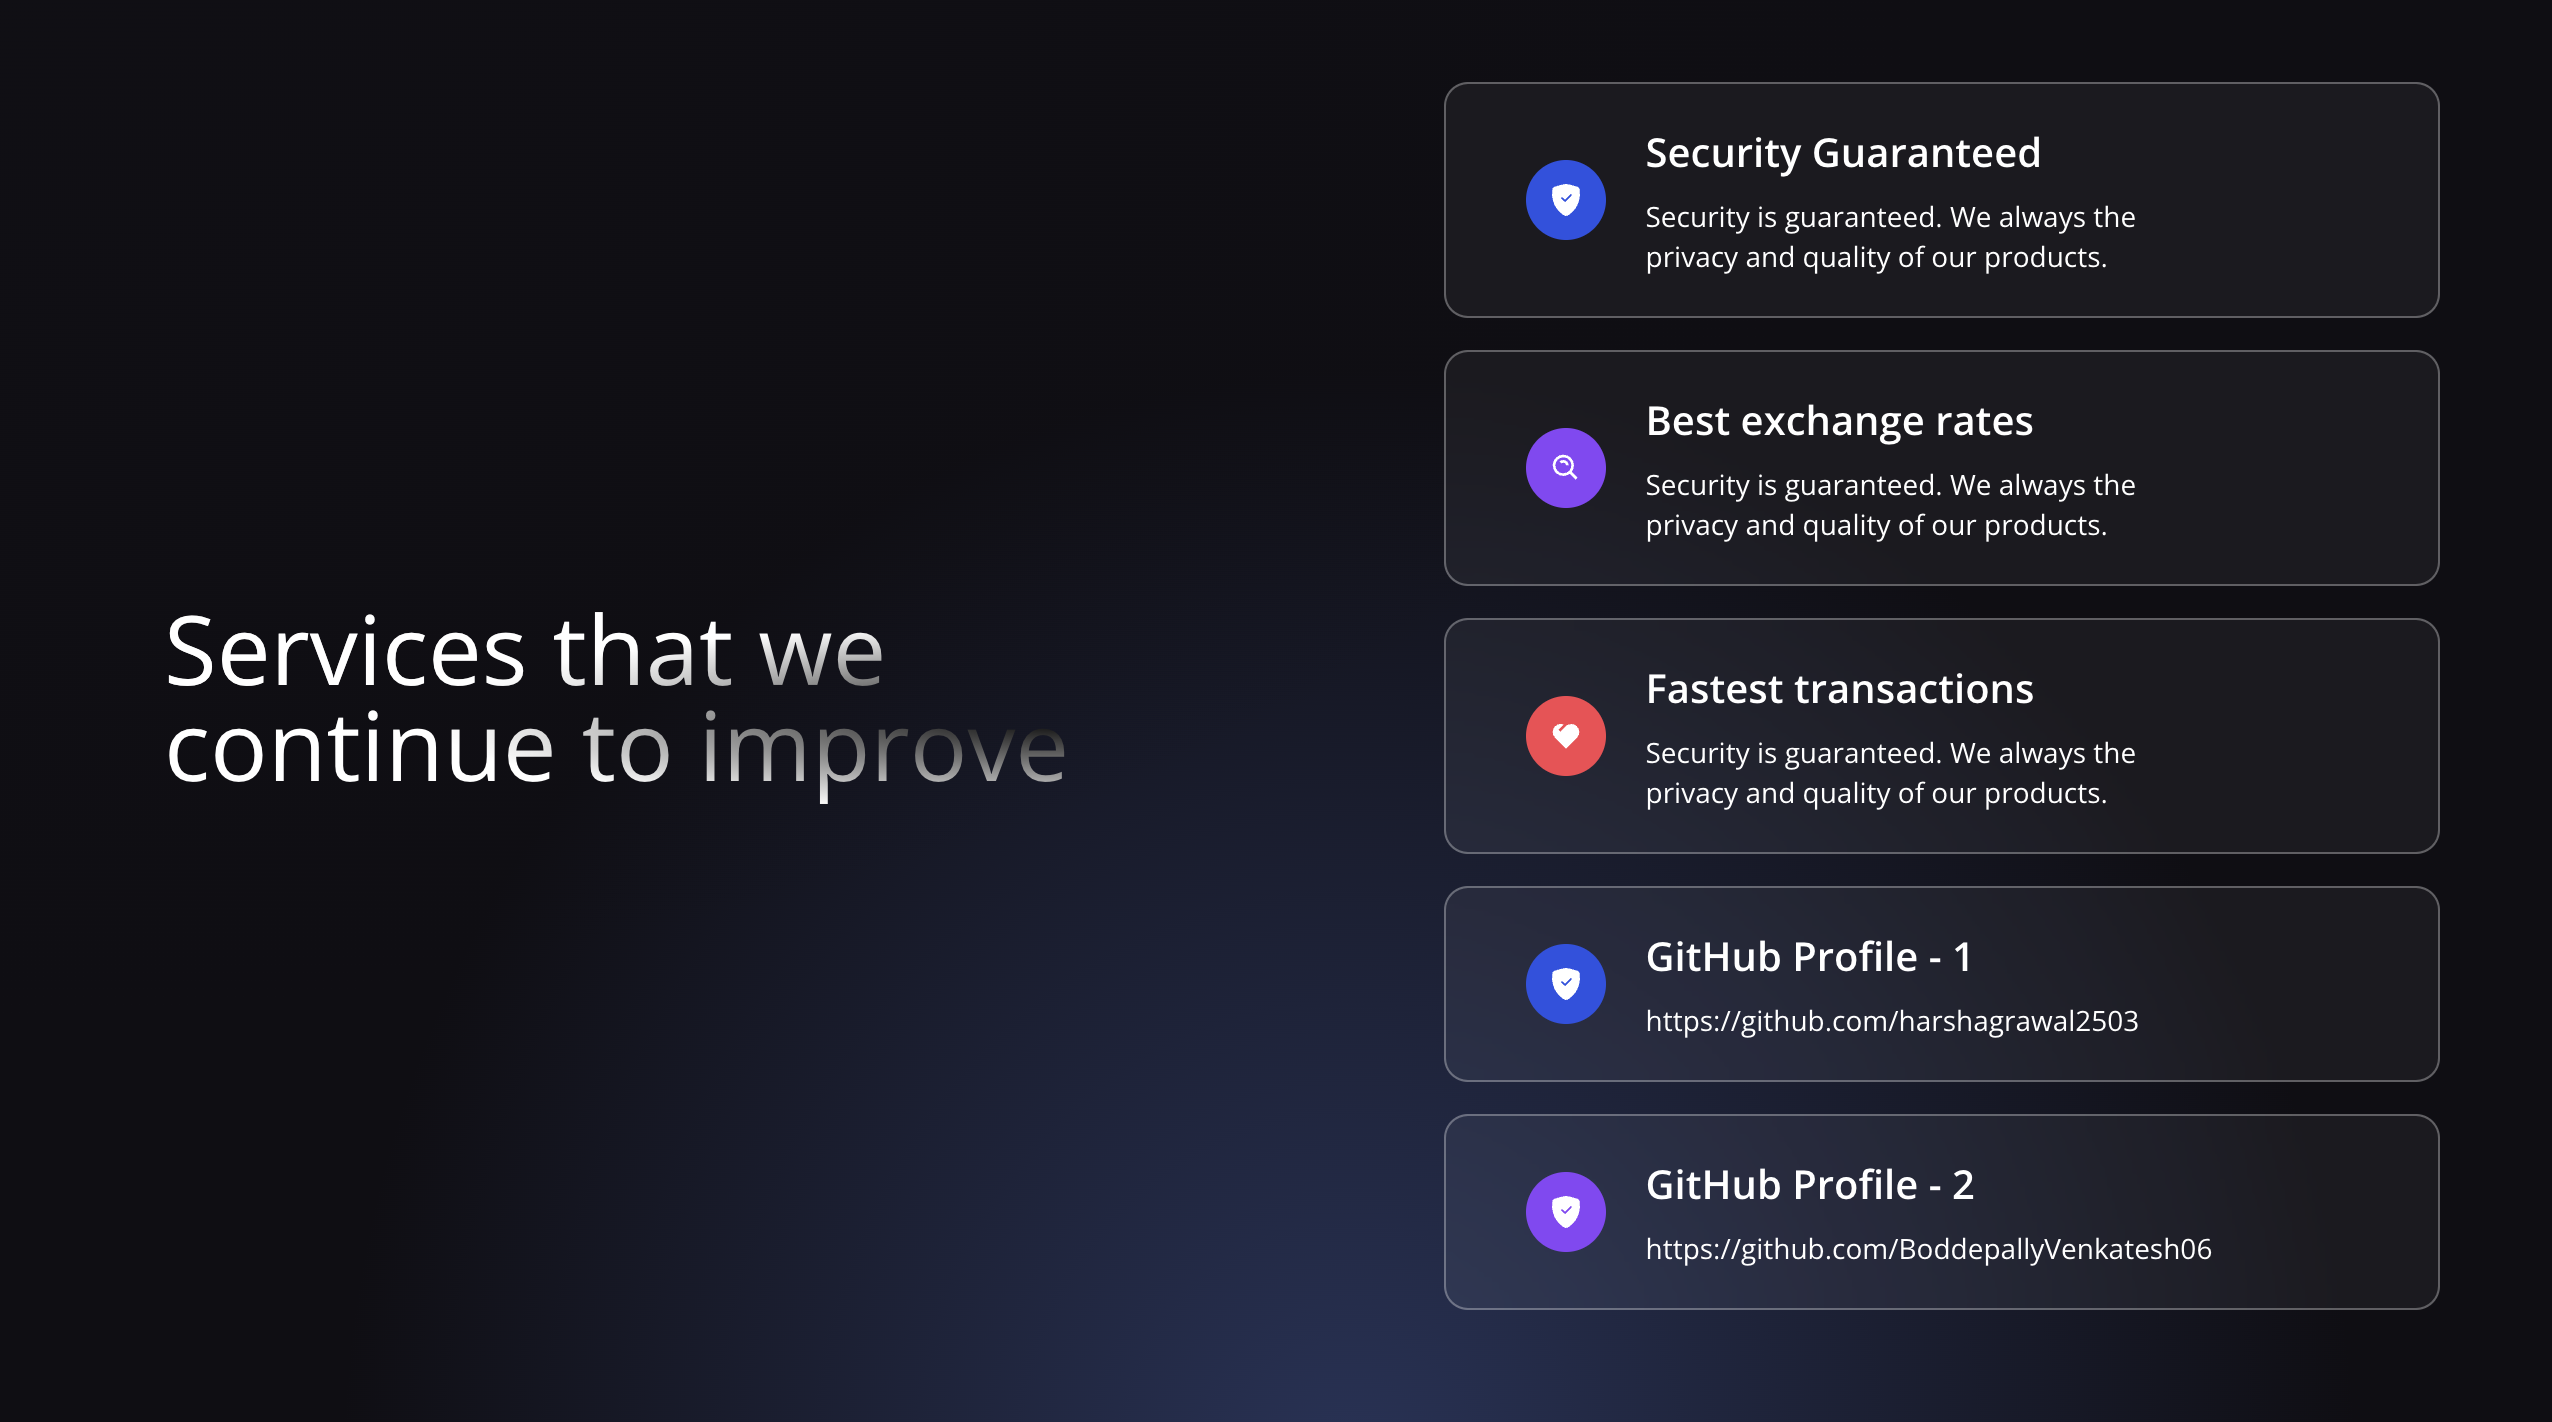 Services that we
continue to improve
Security Guaranteed
Security is guaranteed. We always the
privacy and quality of our products.
Best exchange rates
Security is guaranteed. We always the
privacy and quality of our products.
Fastest transactions
Security is guaranteed. We always the
privacy and quality of our products.
GitHub Profile - 1
https://github.com/harshagrawal2503
GitHub Profile - 2
https://github.com/BoddepallyVenkatesh06